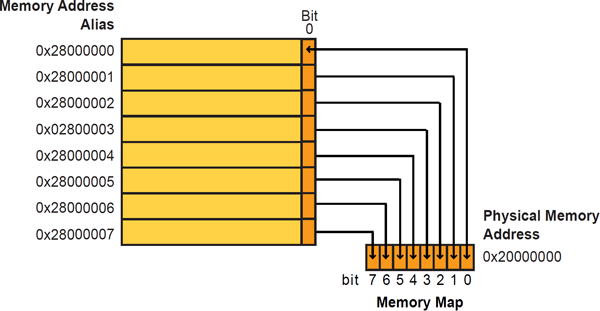 Memory Address
Alias
Bit
0
0x28000000
0x28000001
0x28000002
0x02800003
0x28000004
0x28000005
0x28000006
0x28000007
Physical Memory
Address
0x20000000
bit 7 6 5 4 3 2 1 0
Memory Map